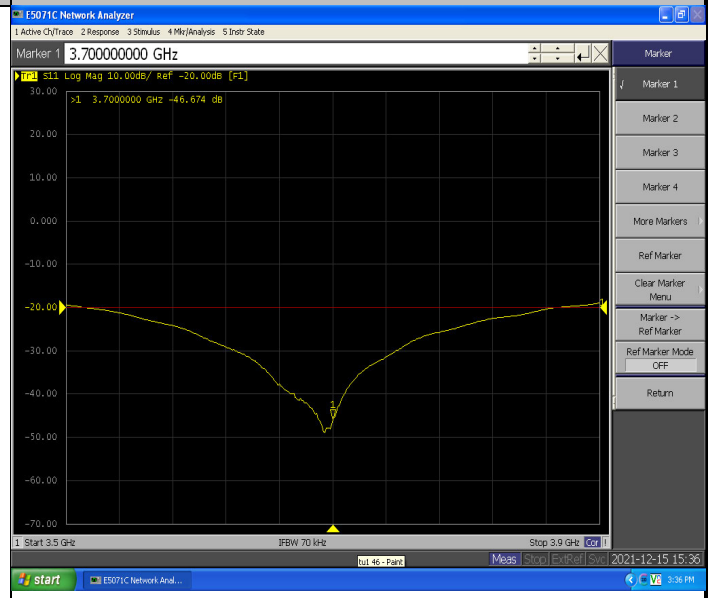 E5071C Network Analyzer
1 Active Ch/Trace 2 Response 3 Stimulus 4 Mkr/Analysis 5 Instr State
Marker 1 3.700000000 GHz
Marker
Tr1 S11 Log Mag 10.00dB/ Ref -20.00dB [F1]
>1 3.7000000 GHz -46.674 dB
30.00
20.00
10.00
0.000
-10.00
-20.00
-30.00
-40.00
-50.00
-60.00
-70.00
1
1
√ Marker 1
Marker 2
Marker 3
Marker 4
More Markers
Ref Marker
Clear Marker
Menu
Marker ->
Ref Marker
Ref Marker Mode
OFF
Return
1 Start 3.5 GHz IFBW 70 kHz Stop 3.9 GHz Cor !
tu1 46 - Paint
Meas Stop ExtRef Svc 2021-12-15 15:36
start E5071C Network Anal... 3:36 PM